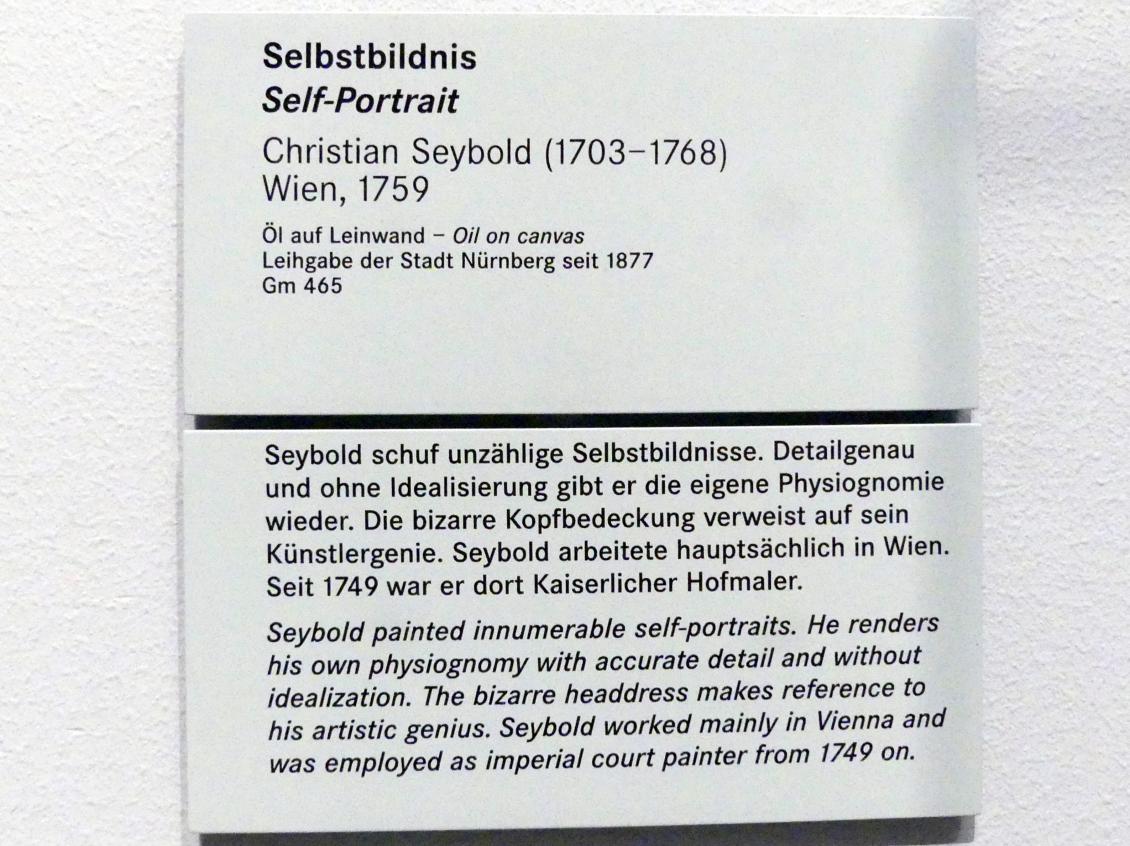 Selbstbildnis
Self-Portrait
Christian Seybold (1703–1768)
Wien, 1759
Öl auf Leinwand – Oil on canvas
Leihgabe der Stadt Nürnberg seit 1877
Gm 465
Seybold schuf unzählige Selbstbildnisse. Detailgenau
und ohne Idealisierung gibt er die eigene Physiognomie
wieder. Die bizarre Kopfbedeckung verweist auf sein
Künstlergenie. Seybold arbeitete hauptsächlich in Wien.
Seit 1749 war er dort Kaiserlicher Hofmaler.
Seybold painted innumerable self-portraits. He renders
his own physiognomy with accurate detail and without
idealization. The bizarre headdress makes reference to
his artistic genius. Seybold worked mainly in Vienna and
was employed as imperial court painter from 1749 on.